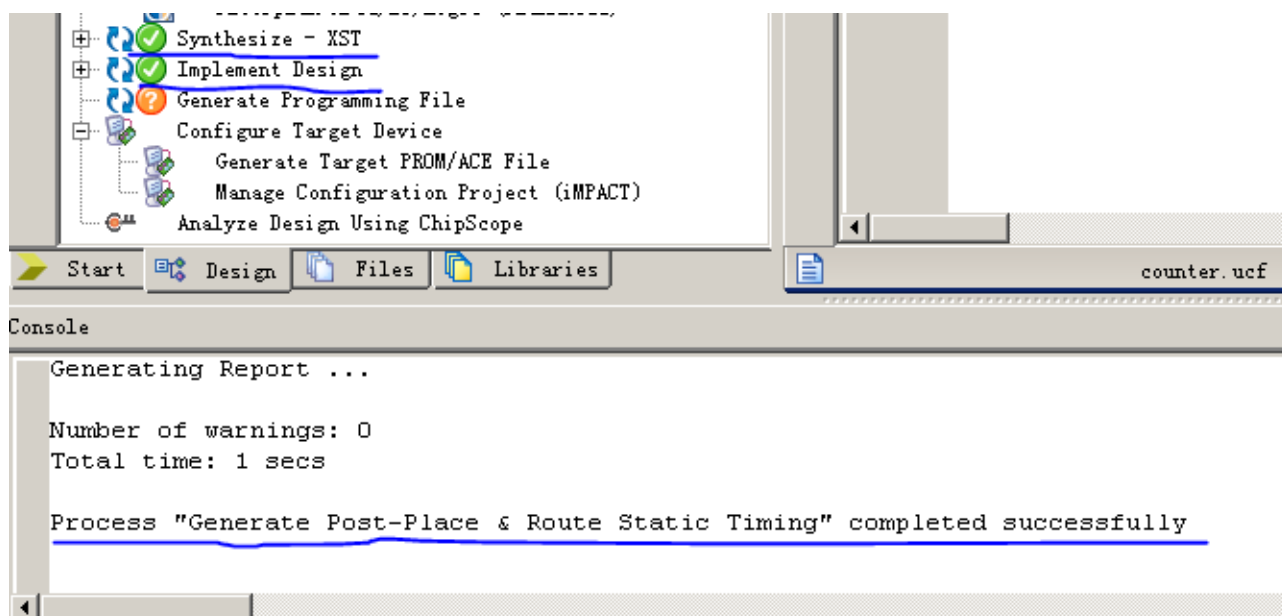 Synthesize - XST
Implement Design
Generate Programming File
Configure Target Device
Generate Target PROM/ACE File
Manage Configuration Project (iMPACT)
Analyze Design Using ChipScope
Start Design Files Libraries
counter.ucf
Console
Generating Report ...
Number of warnings: 0
Total time: 1 secs
Process "Generate Post-Place & Route Static Timing" completed successfully